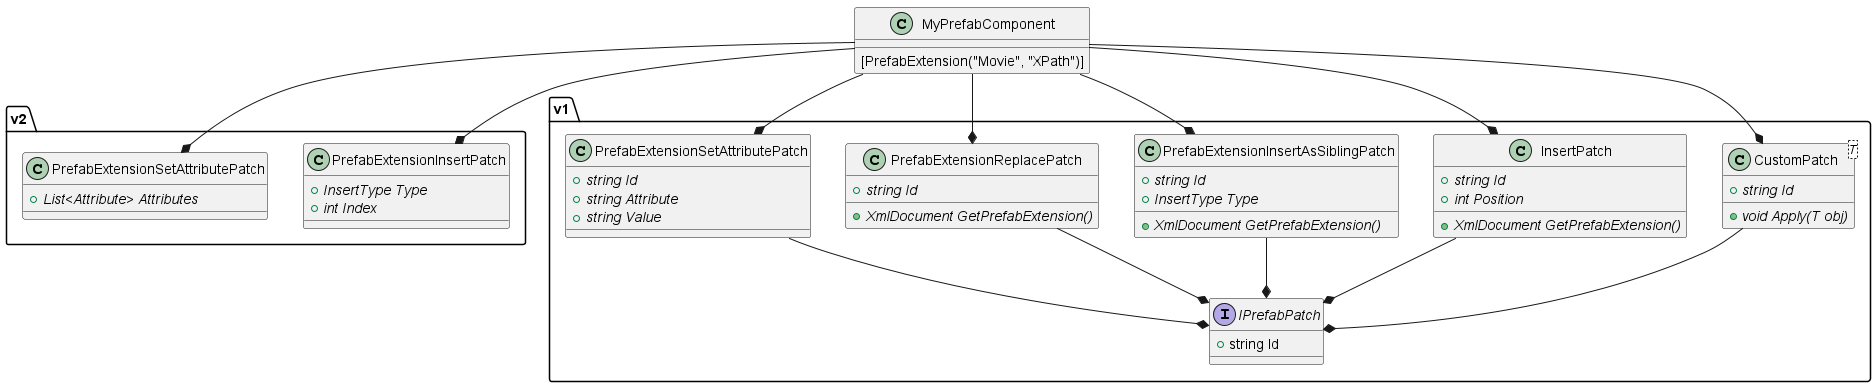 C MyPrefabComponent
[PrefabExtension("Movie", "XPath")]
v2
C PrefabExtensionSetAttributePatch
List<Attribute> Attributes
C PrefabExtensionInsertPatch
InsertType Type
int Index
v1
C PrefabExtensionSetAttributePatch
string Id
string Attribute
string Value
C PrefabExtensionReplacePatch
string Id
XmlDocument GetPrefabExtension()
C PrefabExtensionInsertAsSiblingPatch
string Id
InsertType Type
XmlDocument GetPrefabExtension()
C InsertPatch
string Id
int Position
XmlDocument GetPrefabExtension()
C CustomPatch T
string Id
void Apply(T obj)
I IPrefabPatch
string Id